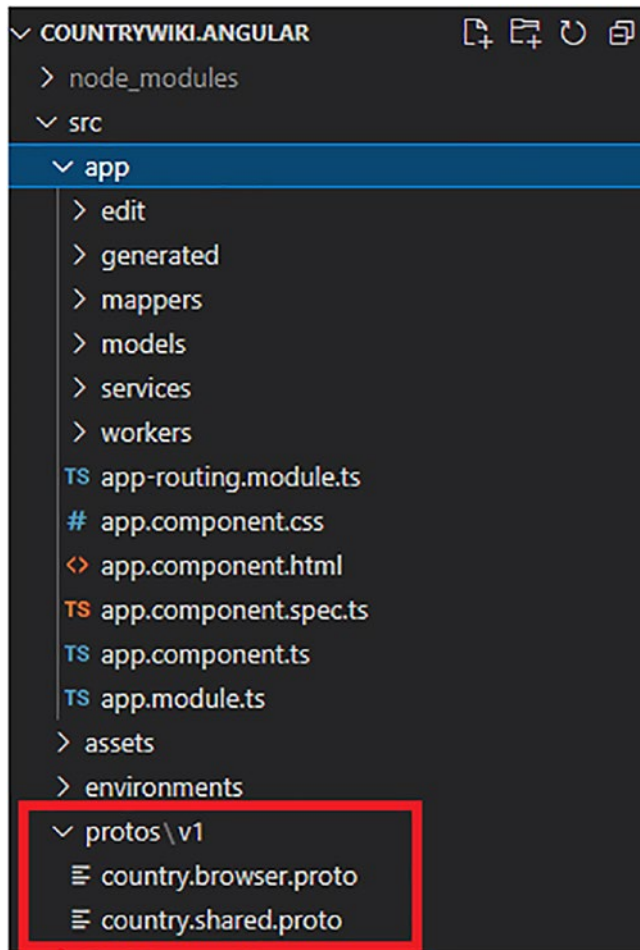 COUNTRYWIKI.ANGULAR
node_modules
src
app
edit
generated
mappers
models
services
workers
TS app-routing.module.ts
# app.component.css
<> app.component.html
TS app.component.spec.ts
TS app.component.ts
TS app.module.ts
assets
environments
protos\v1
country.browser.proto
country.shared.proto